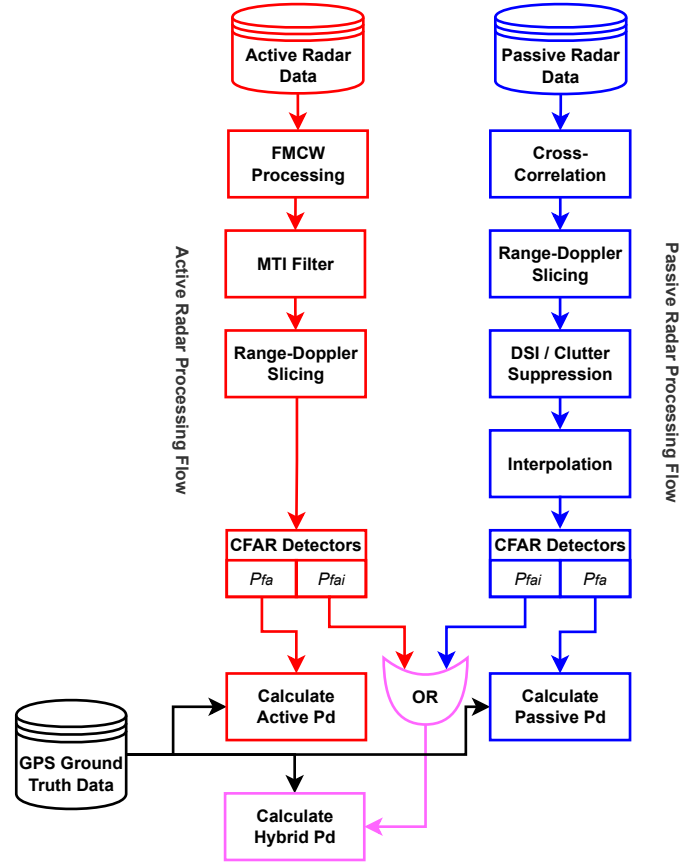 Active Radar
Data
Passive Radar
Data
FMCW
Processing
Cross-
Correlation
MTI Filter
Range-Doppler
Slicing
Active Radar Processing Flow
Passive Radar Processing Flow
Range-Doppler
Slicing
DSI / Clutter
Suppression
Interpolation
CFAR Detectors
Pfa
Pfai
CFAR Detectors
Pfai
Pfa
OR
Calculate
Active Pd
Calculate
Passive Pd
GPS Ground
Truth Data
Calculate
Hybrid Pd